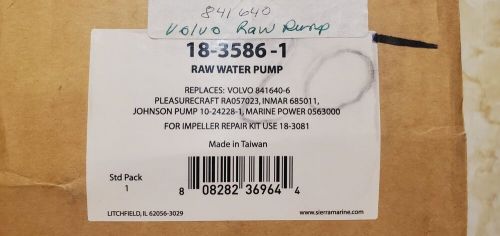 841640
Volvo Raw Pump
18-3586-1
RAW WATER PUMP
REPLACES: VOLVO 841640-6
PLEASURECRAFT RA057023, INMAR 685011,
JOHNSON PUMP 10-24228-1, MARINE POWER 0563000
FOR IMPELLER REPAIR KIT USE 18-3081
Made in Taiwan
Std Pack
1
8 08282 36964 4
LITCHFIELD, IL 62056-3029 www.sierramarine.com